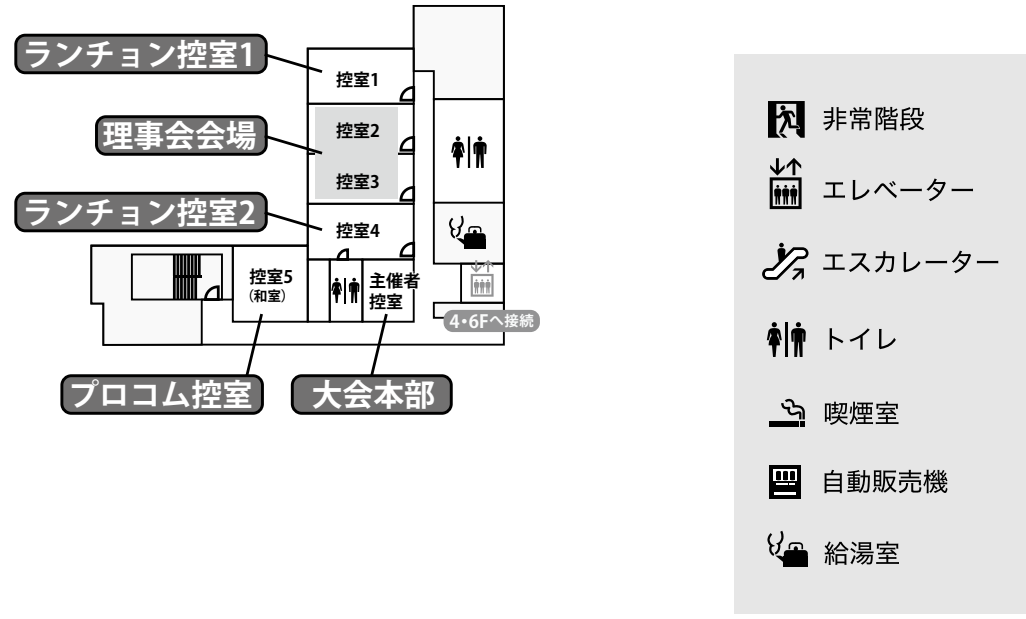 ランチョン控室1
控室1
理事会会場
控室2
控室3
ランチョン控室2
控室4
控室5
（和室）
主催者
控室
4・6Fへ接続
プロコム控室
大会本部
非常階段
エレベーター
エスカレーター
トイレ
喫煙室
自動販売機
給湯室